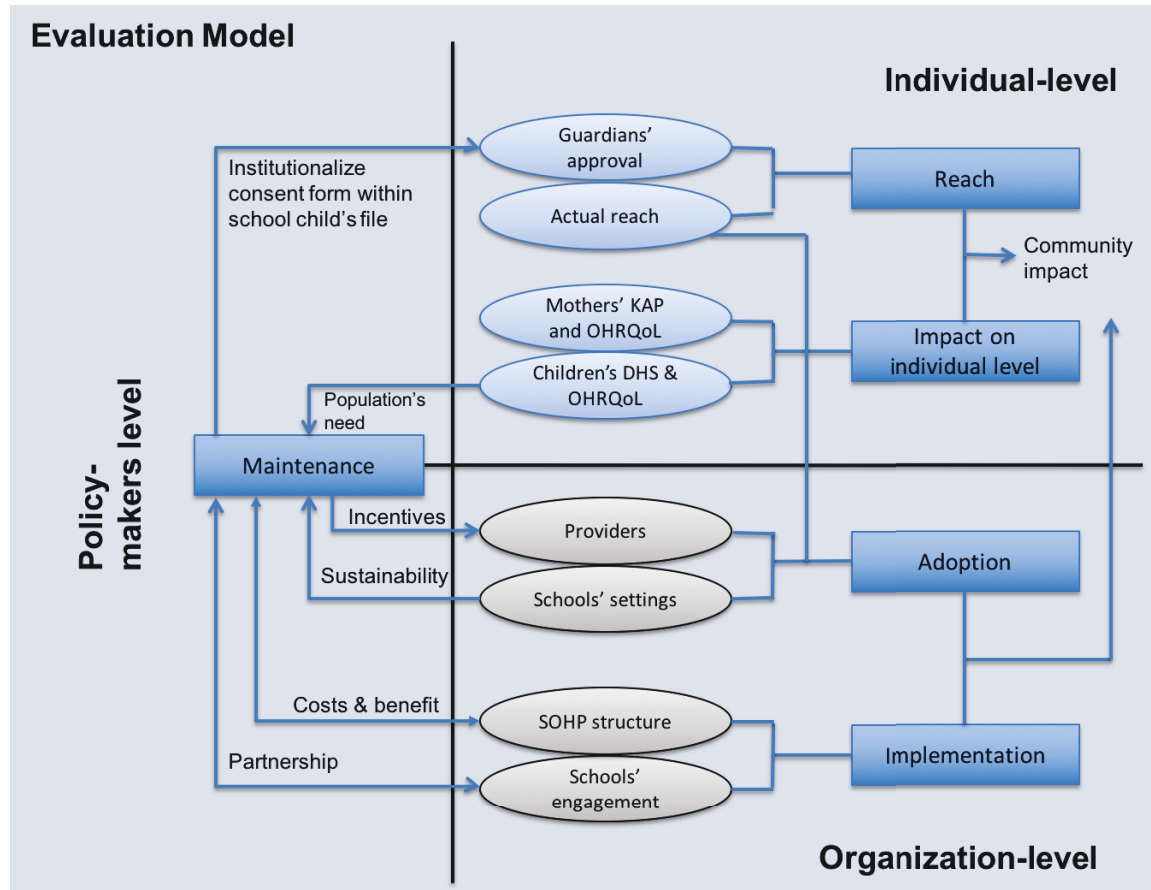 Evaluation Model
Individual-level
Guardians’
approval
Institutionalize
consent form within
school child’s file
Reach
Actual reach
Community
impact
Mothers’ KAP
and OHRQoL
Impact on
individual level
Children’s DHS &
OHRQoL
Population’s
need
Policy-
makers level
Maintenance
Incentives
Providers
Adoption
Sustainability
Schools’ settings
Costs & benefit
SOHP structure
Implementation
Partnership
Schools’
engagement
Organization-level